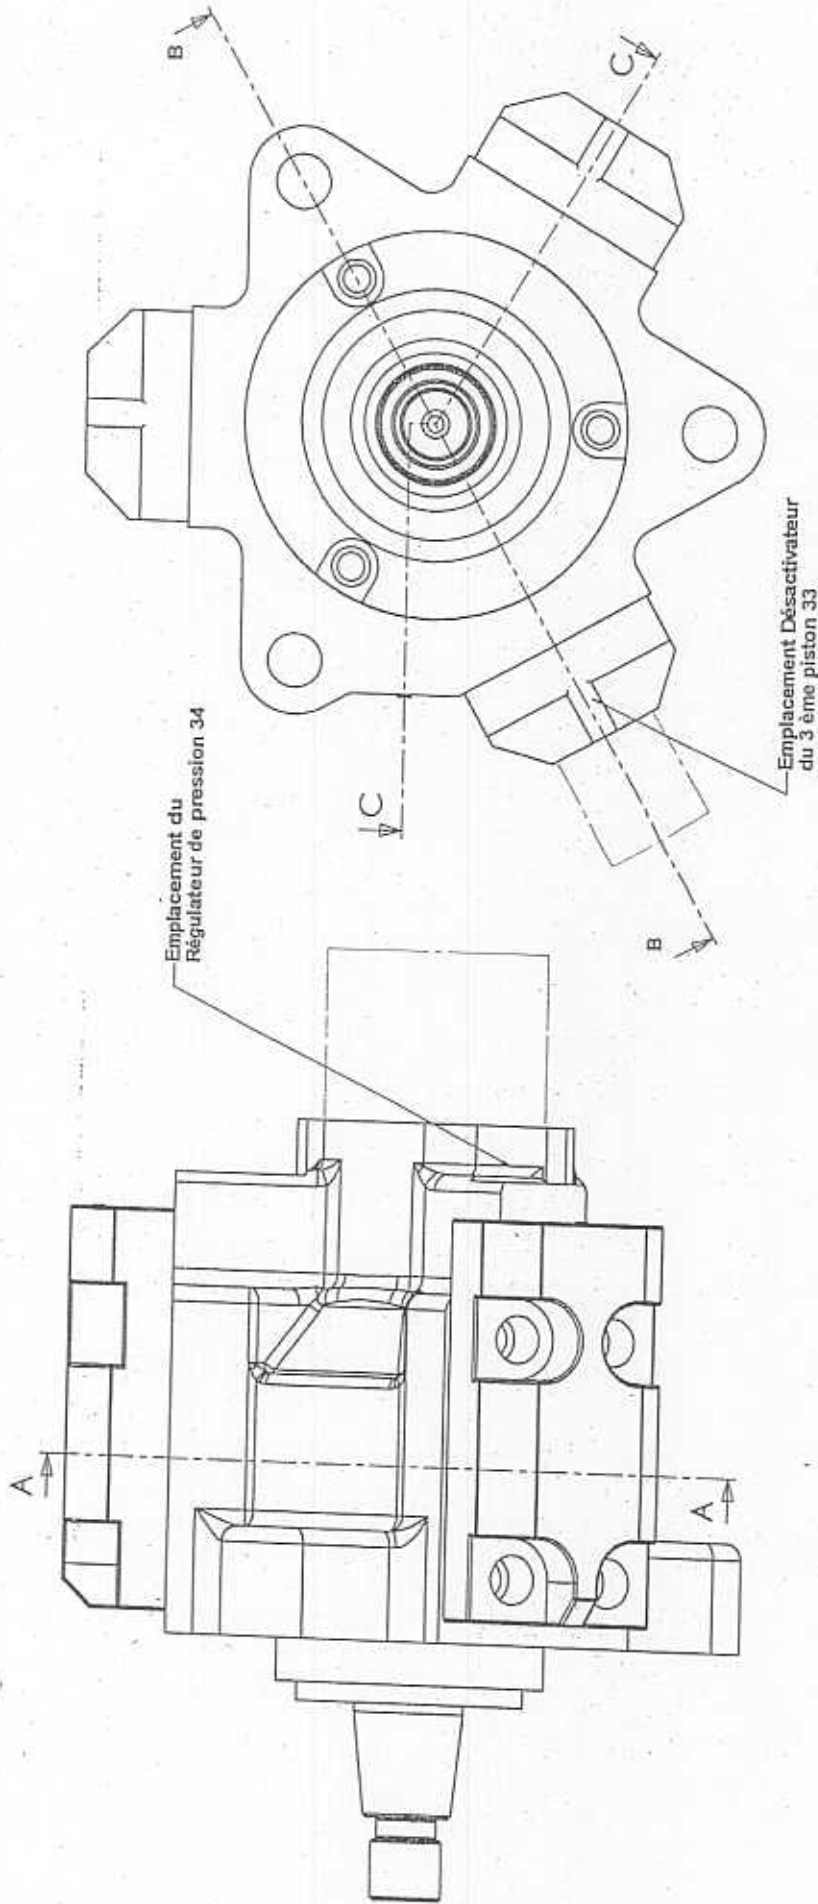 A
A
Emplacement du
Régulateur de pression 34
B
B
C
C
Emplacement Désactivateur
du 3 ème piston 33